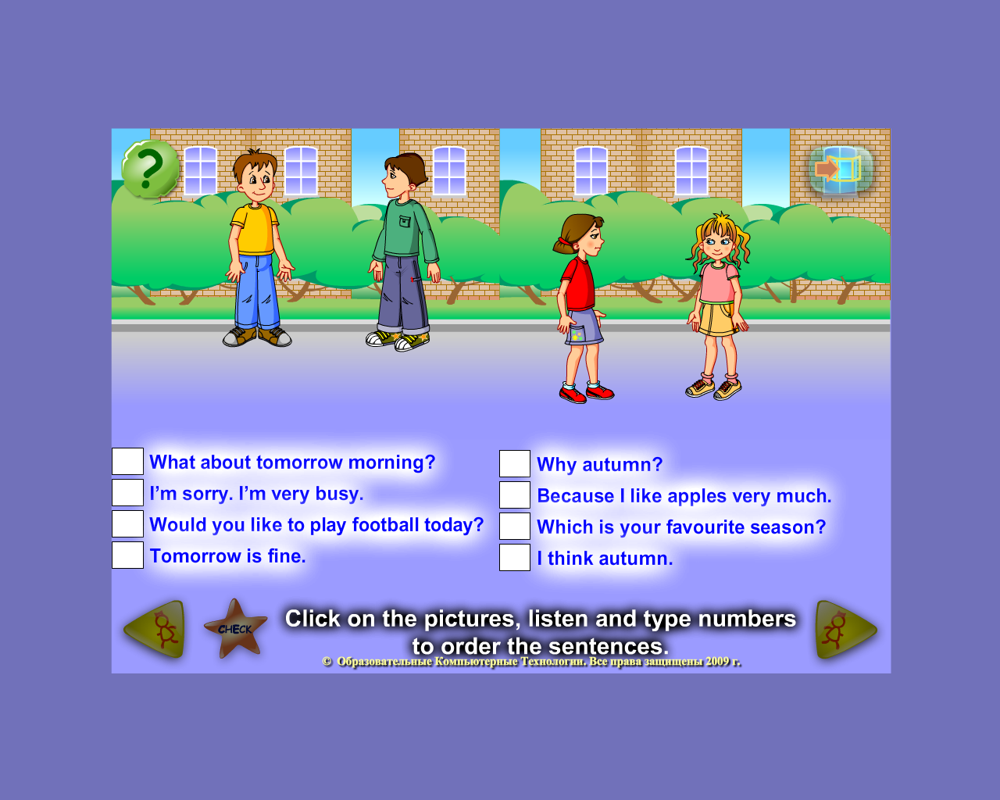 ?
What about tomorrow morning?
I’m sorry. I’m very busy.
Would you like to play football today?
Tomorrow is fine.
Why autumn?
Because I like apples very much.
Which is your favourite season?
I think autumn.
CHECK
Click on the pictures, listen and type numbers
to order the sentences.
© Образовательные Компьютерные Технологии. Все права защищены 2009 г.